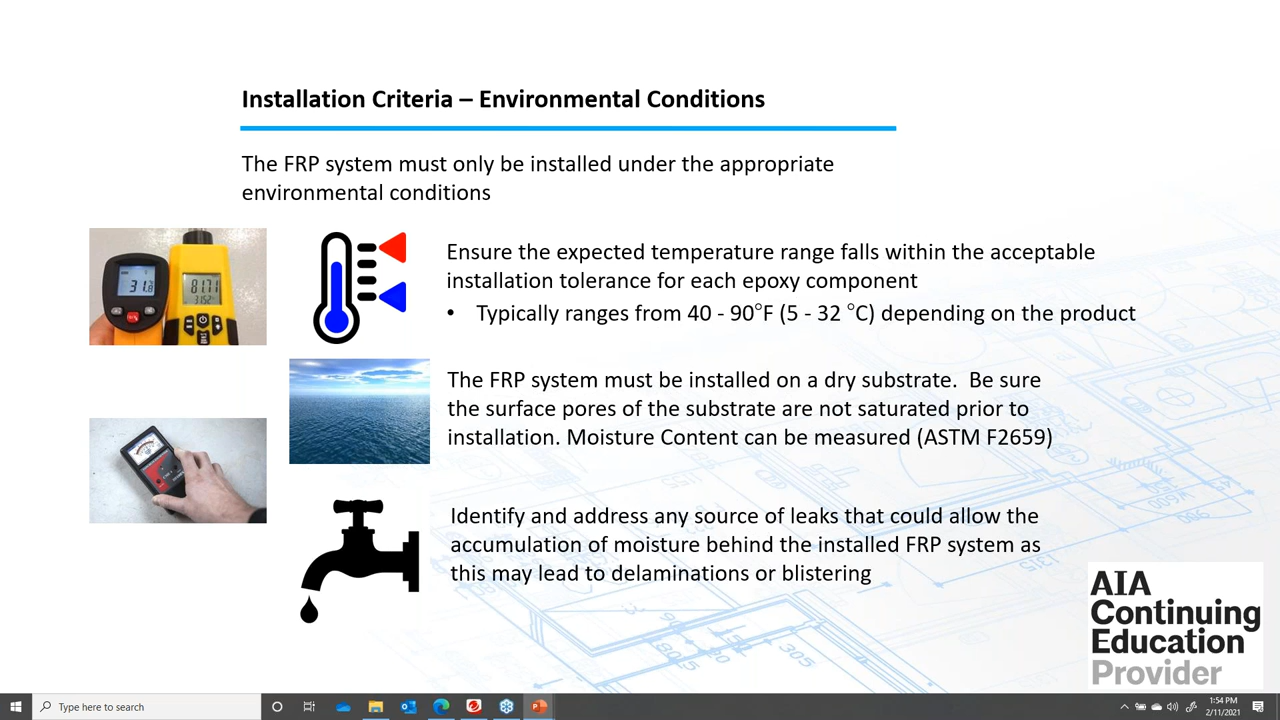 Installation Criteria – Environmental Conditions
The FRP system must only be installed under the appropriate
environmental conditions
Ensure the expected temperature range falls within the acceptable
installation tolerance for each epoxy component
• Typically ranges from 40 - 90°F (5 - 32 °C) depending on the product
The FRP system must be installed on a dry substrate.  Be sure
the surface pores of the substrate are not saturated prior to
installation. Moisture Content can be measured (ASTM F2659)
Identify and address any source of leaks that could allow the
accumulation of moisture behind the installed FRP system as
this may lead to delaminations or blistering
1315
305
AIA
Continuing
Education
Provider
Type here to search
1:54 PM
2/11/2021